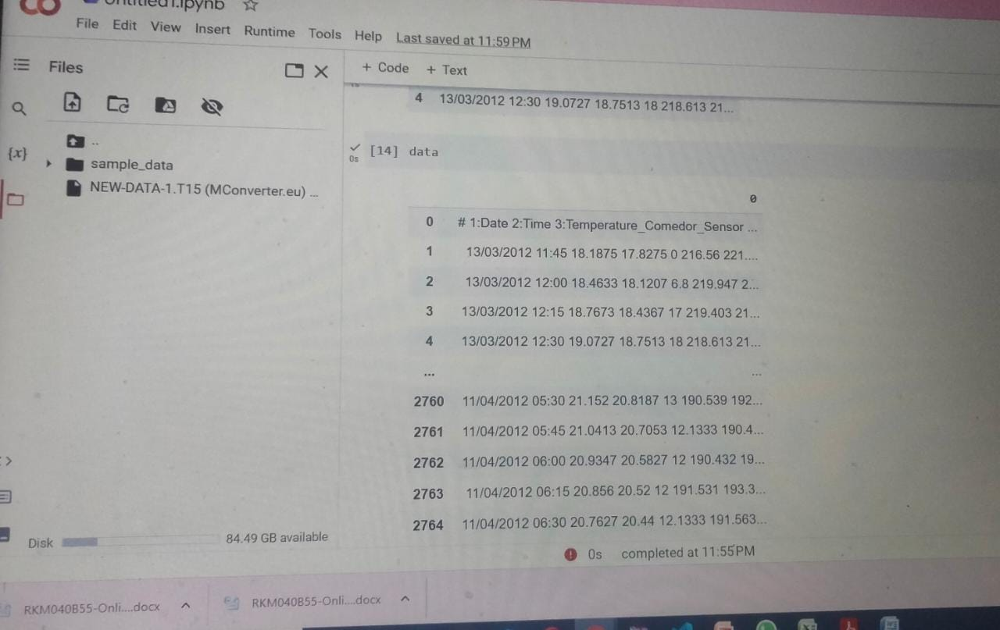 Untitled1.ipynb
File Edit View Insert Runtime Tools Help Last saved at 11:59 PM
Files
+ Code + Text
4 13/03/2012 12:30 19.0727 18.7513 18 218.613 21...
..
{x}
[14] data
0s
sample_data
NEW-DATA-1.T15 (MConverter.eu) ...
0
0 # 1:Date 2:Time 3:Temperature_Comedor_Sensor ...
1 13/03/2012 11:45 18.1875 17.8275 0 216.56 221....
2 13/03/2012 12:00 18.4633 18.1207 6.8 219.947 2...
3 13/03/2012 12:15 18.7673 18.4367 17 219.403 21...
4 13/03/2012 12:30 19.0727 18.7513 18 218.613 21...
... ...
2760 11/04/2012 05:30 21.152 20.8187 13 190.539 192...
2761 11/04/2012 05:45 21.0413 20.7053 12.1333 190.4...
2762 11/04/2012 06:00 20.9347 20.5827 12 190.432 19...
2763 11/04/2012 06:15 20.856 20.52 12 191.531 193.3...
2764 11/04/2012 06:30 20.7627 20.44 12.1333 191.563...
Disk 84.49 GB available
0s completed at 11:55 PM
RKM040B55-Onli....docx RKM040B55-Onli....docx